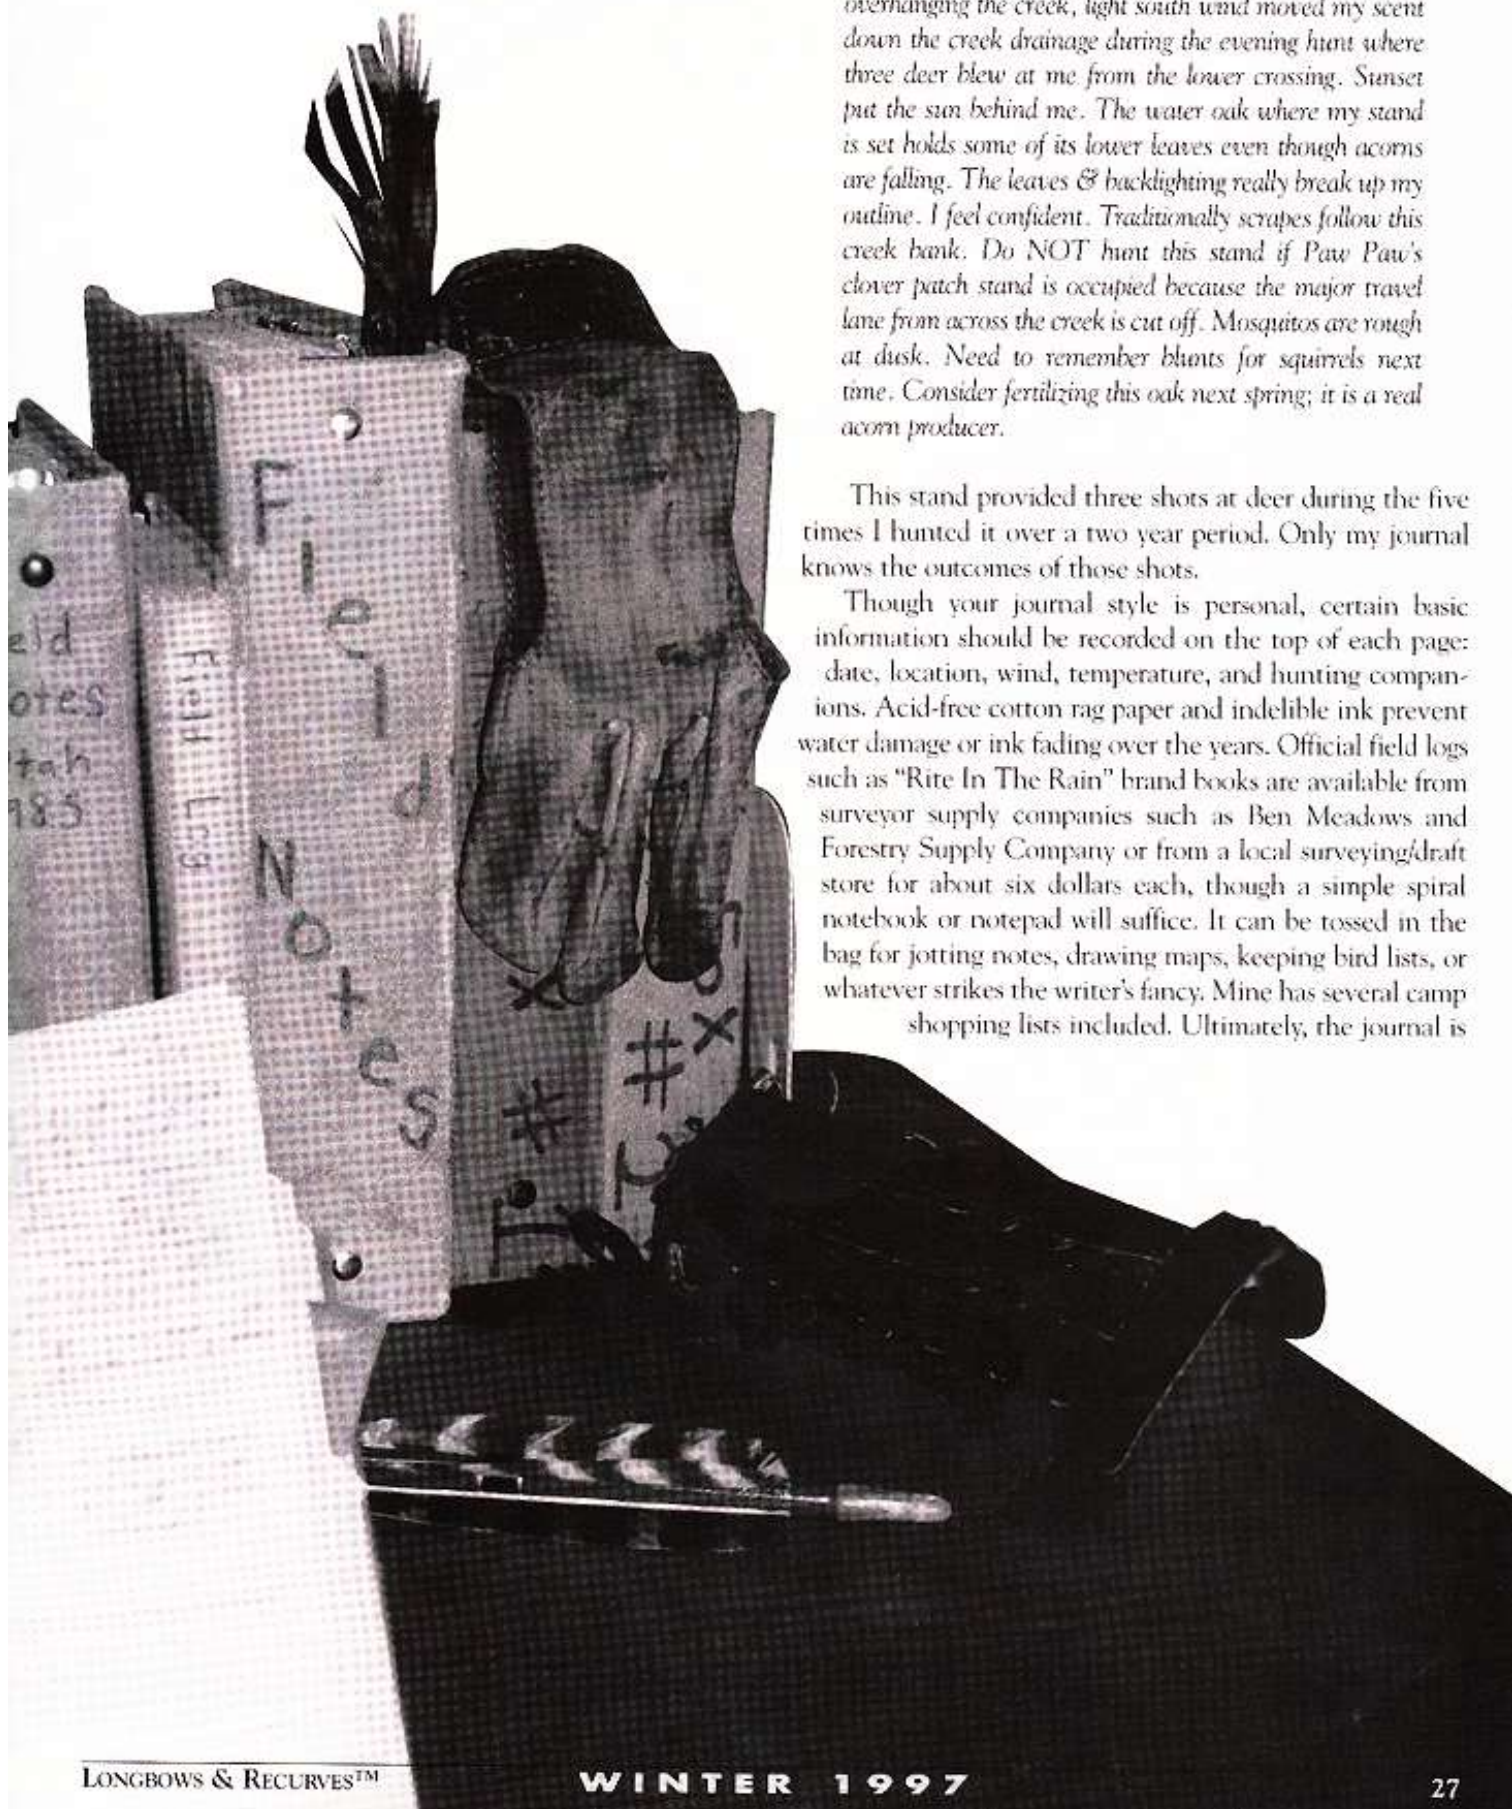 overhanging the creek, light south wind moved my scent
down the creek drainage during the evening hunt where
three deer blew at me from the lower crossing. Sunset
put the sun behind me. The water oak where my stand
is set holds some of its lower leaves even though acorns
are falling. The leaves & backlighting really break up my
outline. I feel confident. Traditionally scrapes follow this
creek bank. Do NOT hunt this stand if Paw Paw's
clover patch stand is occupied because the major travel
lane from across the creek is cut off. Mosquitos are rough
at dusk. Need to remember blunts for squirrels next
time. Consider fertilizing this oak next spring; it is a real
acorn producer.
This stand provided three shots at deer during the five
times I hunted it over a two year period. Only my journal
knows the outcomes of those shots.
Though your journal style is personal, certain basic
information should be recorded on the top of each page:
date, location, wind, temperature, and hunting compan-
ions. Acid-free cotton rag paper and indelible ink prevent
water damage or ink fading over the years. Official field logs
such as "Rite In The Rain" brand books are available from
surveyor supply companies such as Ben Meadows and
Forestry Supply Company or from a local surveying/draft
store for about six dollars each, though a simple spiral
notebook or notepad will suffice. It can be tossed in the
bag for jotting notes, drawing maps, keeping bird lists, or
whatever strikes the writer's fancy. Mine has several camp
shopping lists included. Ultimately, the journal is
eld
otes
tah
985
Field Log
Field
Notes
LONGBOWS & RECURVES™
WINTER 1997
27